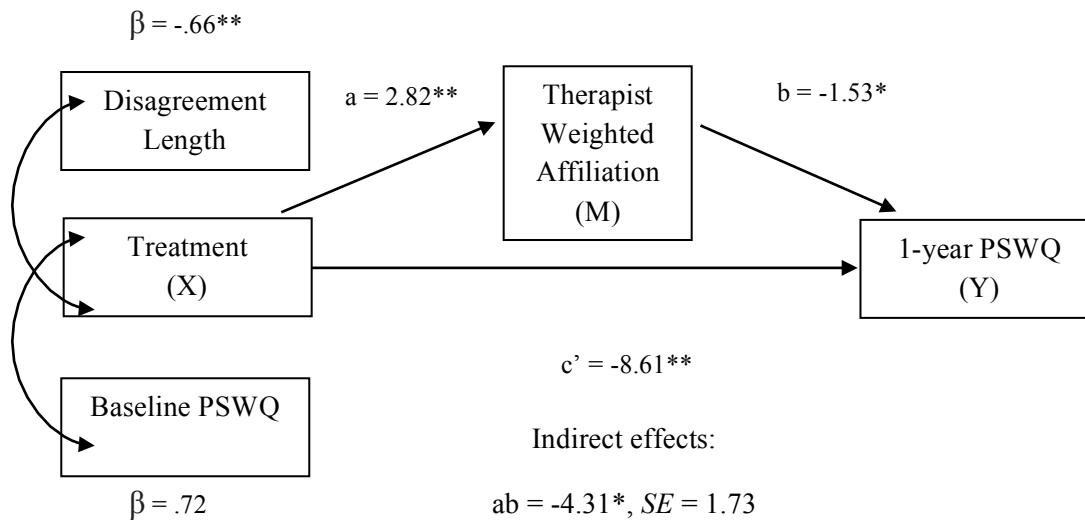 β = -.66**
Disagreement
Length
a = 2.82**
Therapist
Weighted
Affiliation
(M)
b = -1.53*
Treatment
(X)
1-year PSWQ
(Y)
c’ = -8.61**
Baseline PSWQ
β = .72
Indirect effects:
ab = -4.31*, SE = 1.73